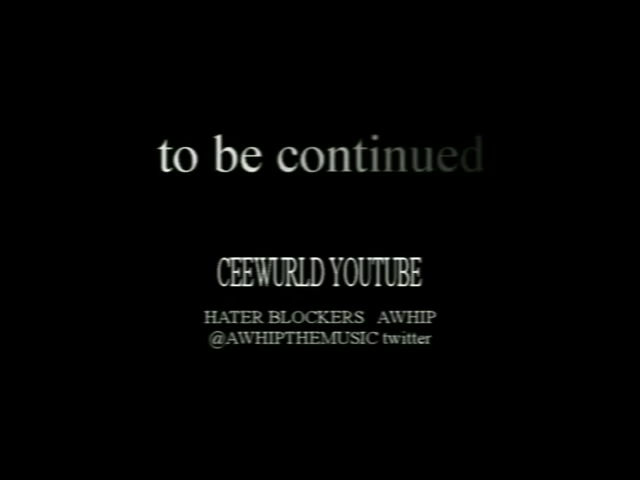 to be continued
CEEWURLD YOUTUBE
HATER BLOCKERS AWHIP
@AWHIPTHEMUSIC twitter